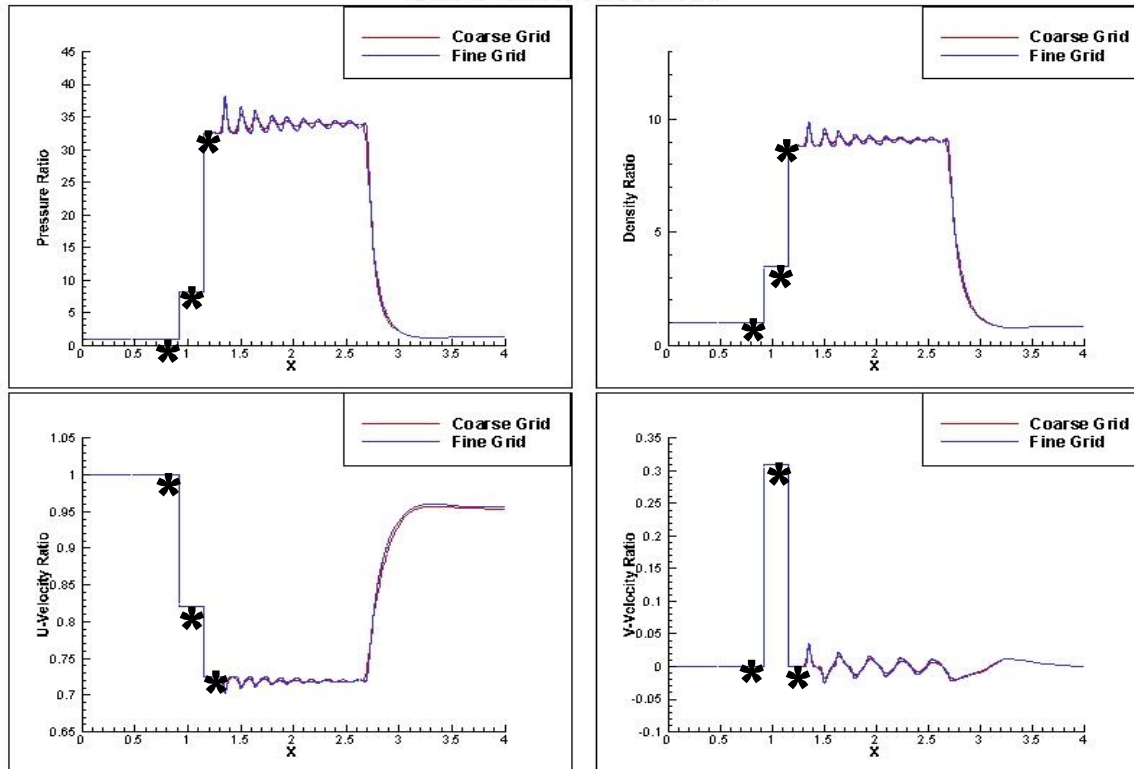 Coarse Grid
Fine Grid
45
40
35
30
25
20
15
10
5
0
Pressure Ratio
0 0.5 1 1.5 2 2.5 3 3.5 4
X
Coarse Grid
Fine Grid
10
5
0
Density Ratio
0 0.5 1 1.5 2 2.5 3 3.5 4
X
Coarse Grid
Fine Grid
1.05
1
0.95
0.9
0.85
0.8
0.75
0.7
0.65
U-Velocity Ratio
0 0.5 1 1.5 2 2.5 3 3.5 4
X
Coarse Grid
Fine Grid
0.35
0.3
0.25
0.2
0.15
0.1
0.05
0
-0.05
-0.1
V-Velocity Ratio
0 0.5 1 1.5 2 2.5 3 3.5 4
X